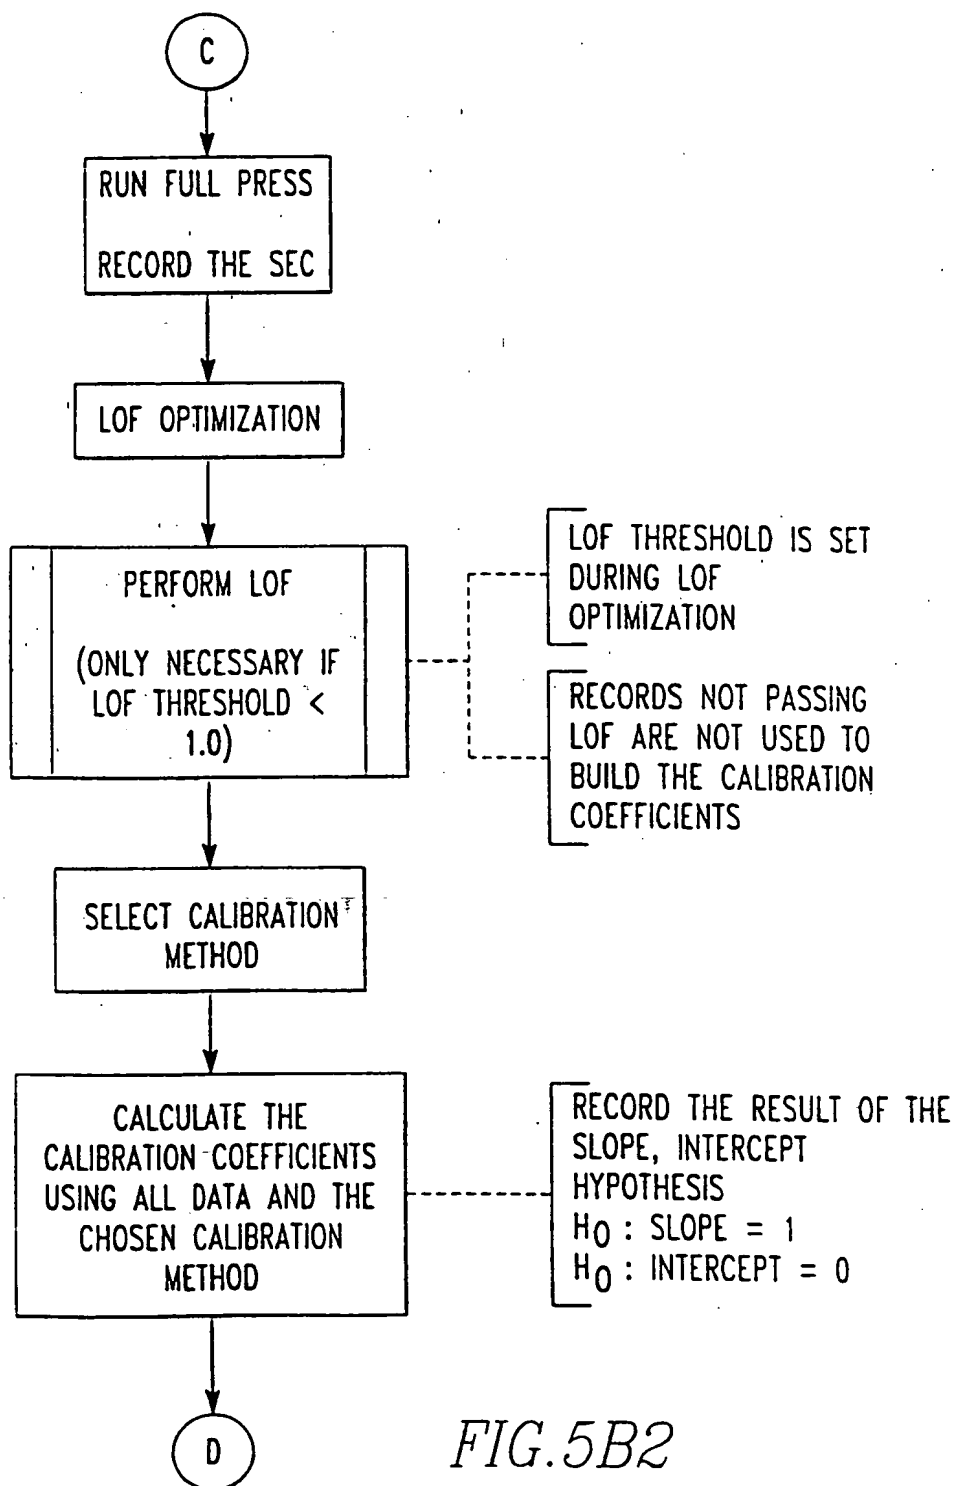 C
RUN FULL PRESS
RECORD THE SEC
LOF OPTIMIZATION
PERFORM LOF
(ONLY NECESSARY IF
LOF THRESHOLD <
1.0)
LOF THRESHOLD IS SET
DURING LOF
OPTIMIZATION
RECORDS NOT PASSING
LOF ARE NOT USED TO
BUILD THE CALIBRATION
COEFFICIENTS
SELECT CALIBRATION
METHOD
CALCULATE THE
CALIBRATION COEFFICIENTS
USING ALL DATA AND THE
CHOSEN CALIBRATION
METHOD
RECORD THE RESULT OF THE
SLOPE, INTERCEPT
HYPOTHESIS
H0 : SLOPE = 1
H0 : INTERCEPT = 0
D
FIG.5B2